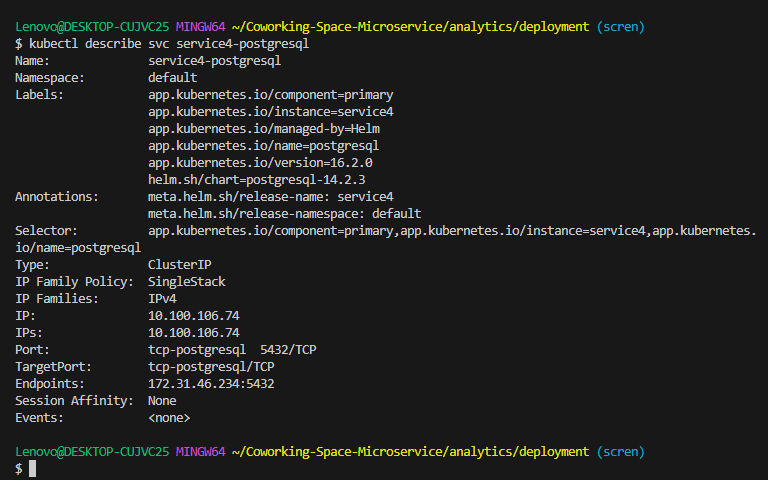 Lenovo@DESKTOP-CUJVC25 MINGW64 ~/Coworking-Space-Microservice/analytics/deployment (scren)
$ kubectl describe svc service4-postgresql
Name:              service4-postgresql
Namespace:         default
Labels:            app.kubernetes.io/component=primary
                   app.kubernetes.io/instance=service4
                   app.kubernetes.io/managed-by=Helm
                   app.kubernetes.io/name=postgresql
                   app.kubernetes.io/version=16.2.0
                   helm.sh/chart=postgresql-14.2.3
Annotations:       meta.helm.sh/release-name: service4
                   meta.helm.sh/release-namespace: default
Selector:          app.kubernetes.io/component=primary,app.kubernetes.io/instance=service4,app.kubernetes.
io/name=postgresql
Type:              ClusterIP
IP Family Policy:  SingleStack
IP Families:       IPv4
IP:                10.100.106.74
IPs:               10.100.106.74
Port:              tcp-postgresql  5432/TCP
TargetPort:        tcp-postgresql/TCP
Endpoints:         172.31.46.234:5432
Session Affinity:  None
Events:            <none>
Lenovo@DESKTOP-CUJVC25 MINGW64 ~/Coworking-Space-Microservice/analytics/deployment (scren)
$